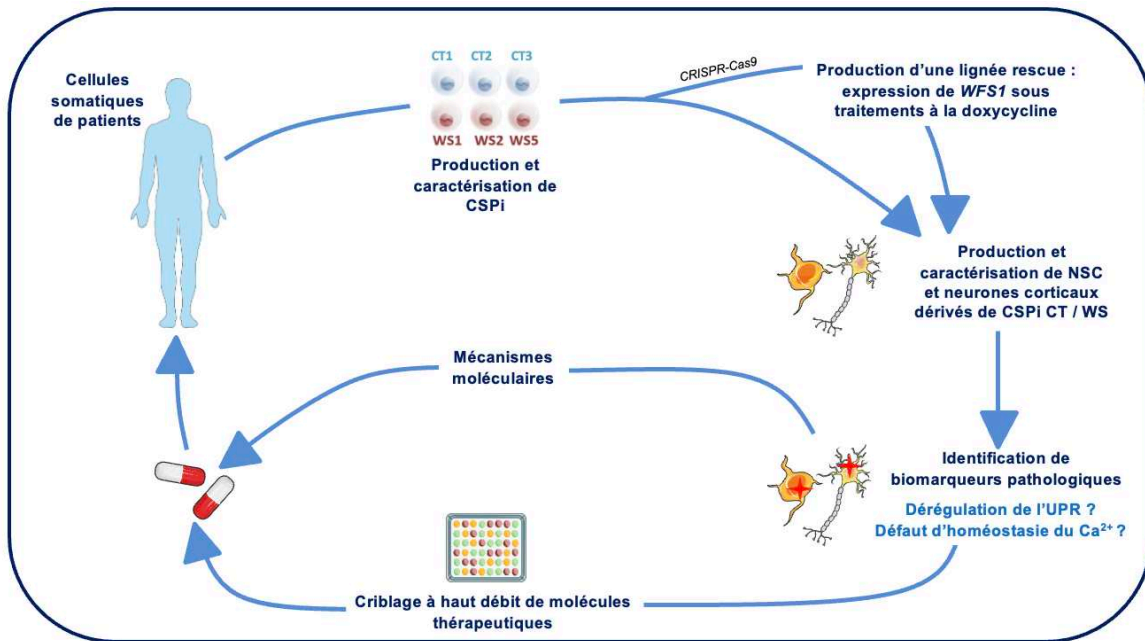 Cellules
somatiques
de patients
CT1 CT2 CT3
WS1 WS2 WS5
Production et
caractérisation de
CSPi
CRISPR-Cas9
Production d'une lignée rescue :
expression de WFS1 sous
traitements à la doxycycline
Production et
caractérisation de NSC
et neurones corticaux
dérivés de CSPi CT / WS
Identification de
biomarqueurs pathologiques
Dérégulation de l'UPR ?
Défaut d'homéostasie du Ca²⁺ ?
Mécanismes
moléculaires
Criblage à haut débit de molécules
thérapeutiques